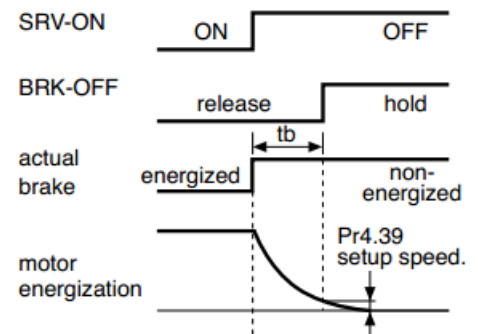 SRV-ON ON OFF
BRK-OFF
release hold
tb
actual
brake
energized non-
energized
Pr4.39
setup speed.
motor
energization